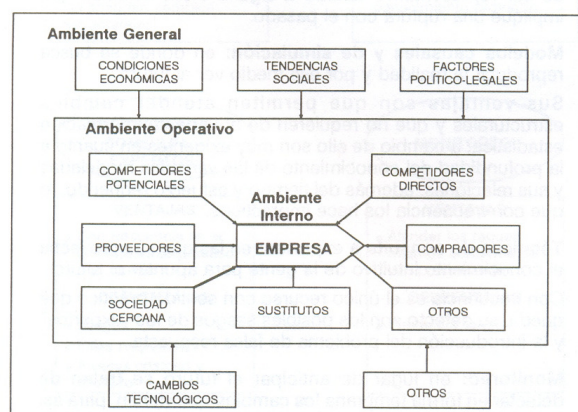 Ambiente General
CONDICIONES
ECONÓMICAS
TENDENCIAS
SOCIALES
FACTORES
POLÍTICO-LEGALES
Ambiente Operativo
COMPETIDORES
POTENCIALES
COMPETIDORES
DIRECTOS
Ambiente
Interno
PROVEEDORES
EMPRESA
COMPRADORES
SOCIEDAD
CERCANA
SUSTITUTOS
OTROS
CAMBIOS
TECNOLÓGICOS
OTROS